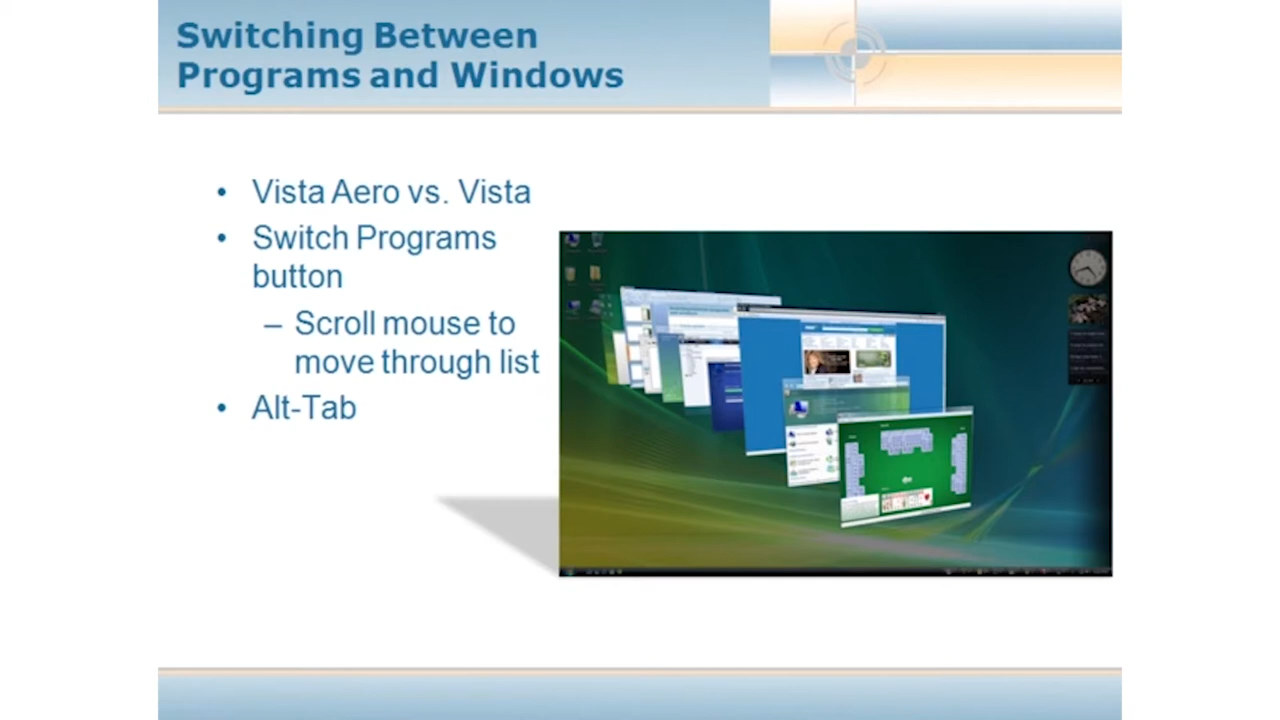 Switching Between
Programs and Windows
• Vista Aero vs. Vista
• Switch Programs
button
– Scroll mouse to
move through list
• Alt-Tab